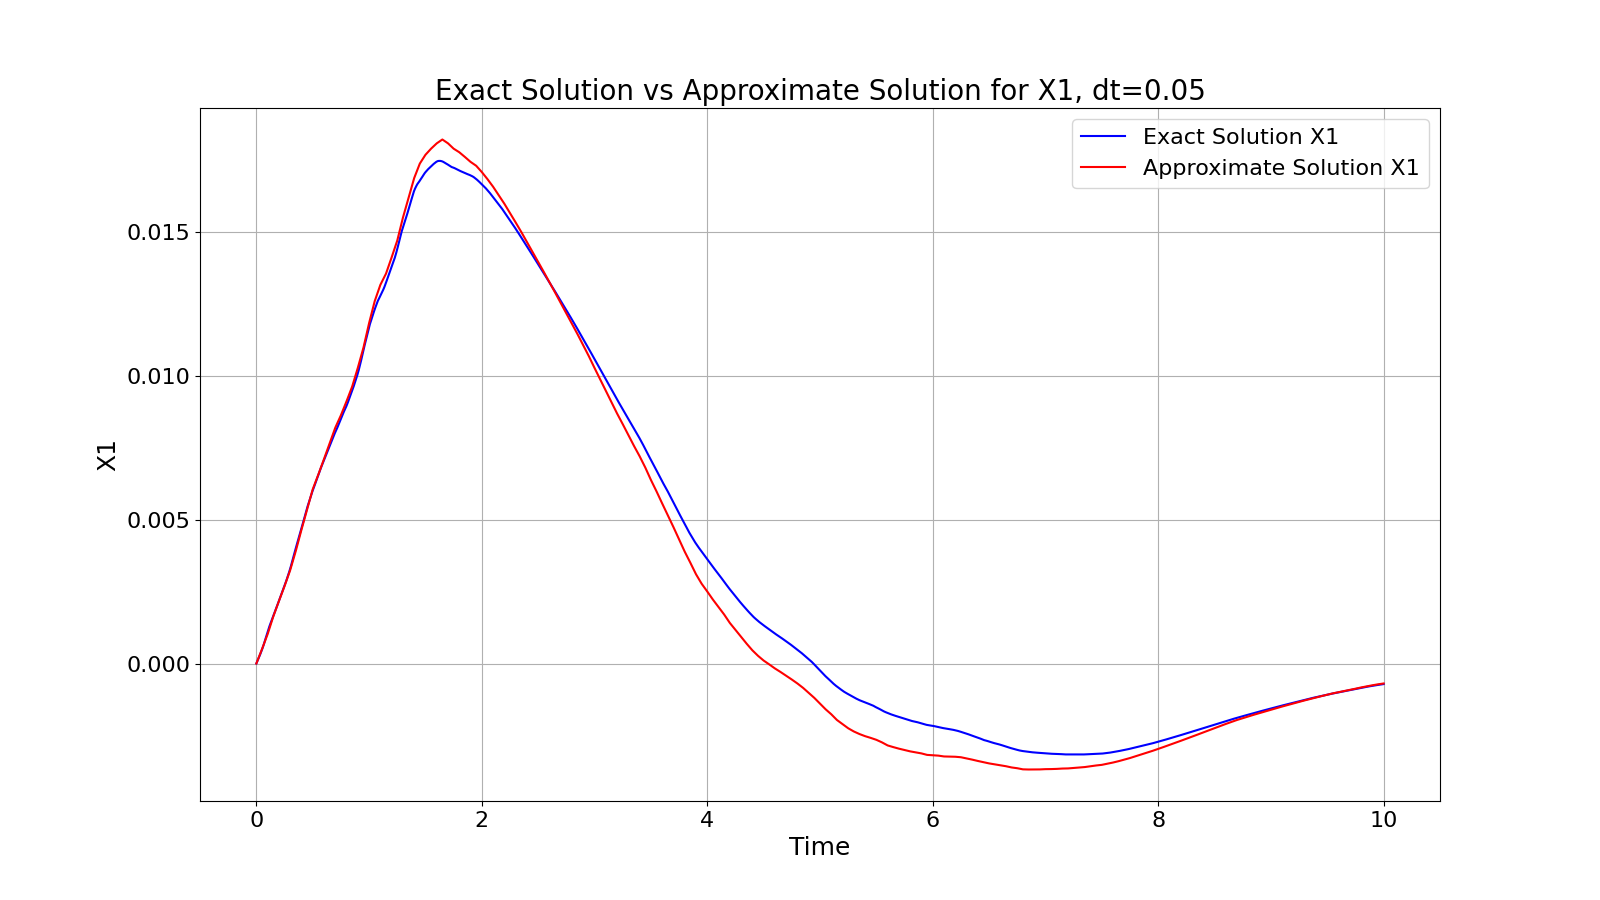 Exact Solution vs Approximate Solution for X1, dt=0.05
Exact Solution X1
Approximate Solution X1
0.015
0.010
X1
0.005
0.000
0 2 4 6 8 10
Time